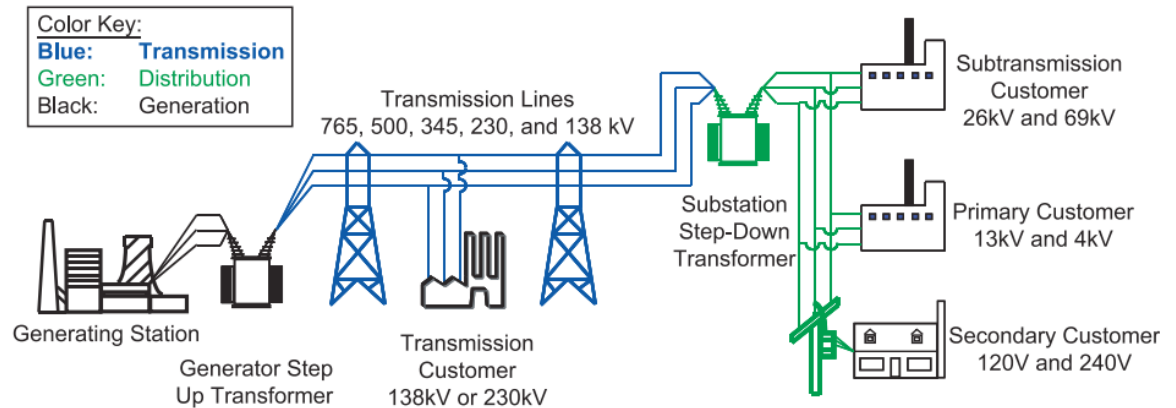 Color Key:
Blue: Transmission
Green: Distribution
Black: Generation
Transmission Lines
765, 500, 345, 230, and 138 kV
Subtransmission
Customer
26kV and 69kV
Substation
Step-Down
Transformer
Primary Customer
13kV and 4kV
Generating Station
Generator Step
Up Transformer
Transmission
Customer
138kV or 230kV
Secondary Customer
120V and 240V